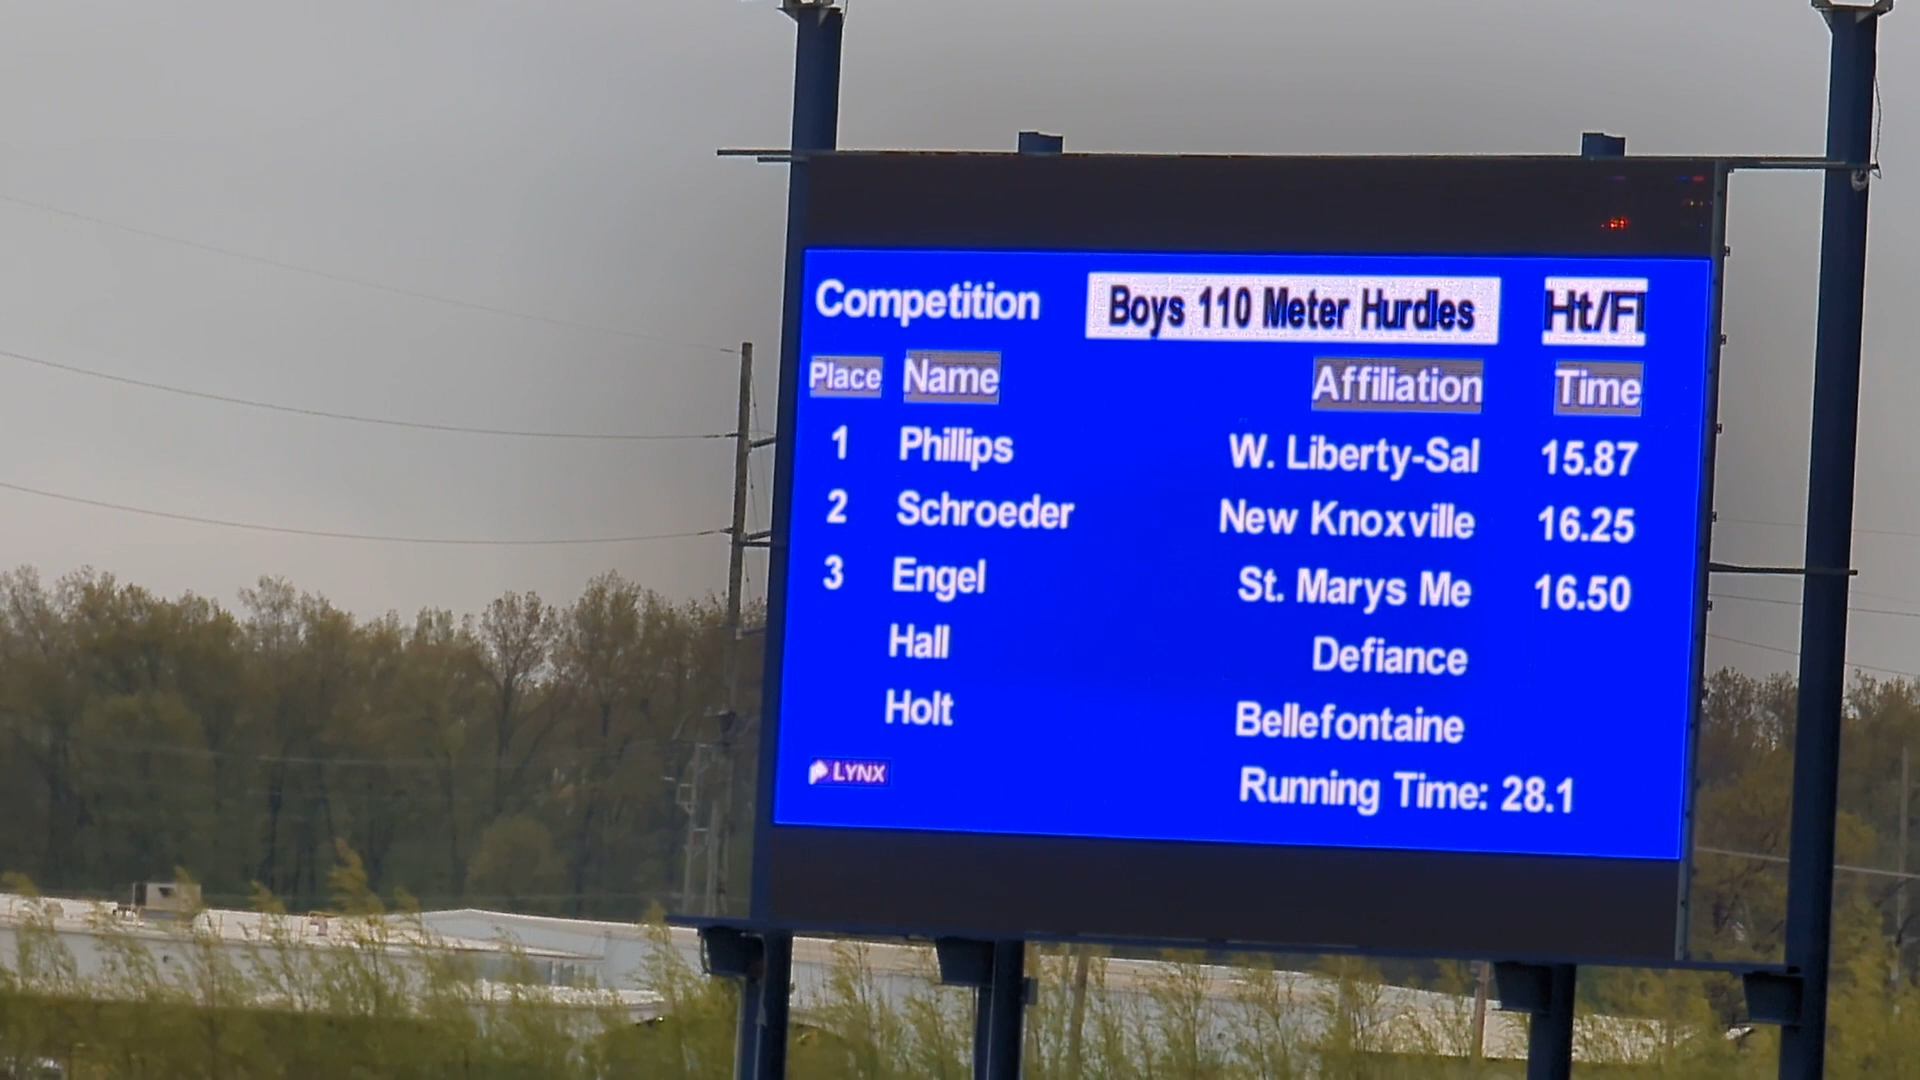 Competition Boys 110 Meter Hurdles Ht/Fl
Place Name Affiliation Time
1 Phillips W. Liberty-Sal 15.87
2 Schroeder New Knoxville 16.25
3 Engel St. Marys Me 16.50
Hall Defiance
Holt Bellefontaine
LYNX Running Time: 28.1